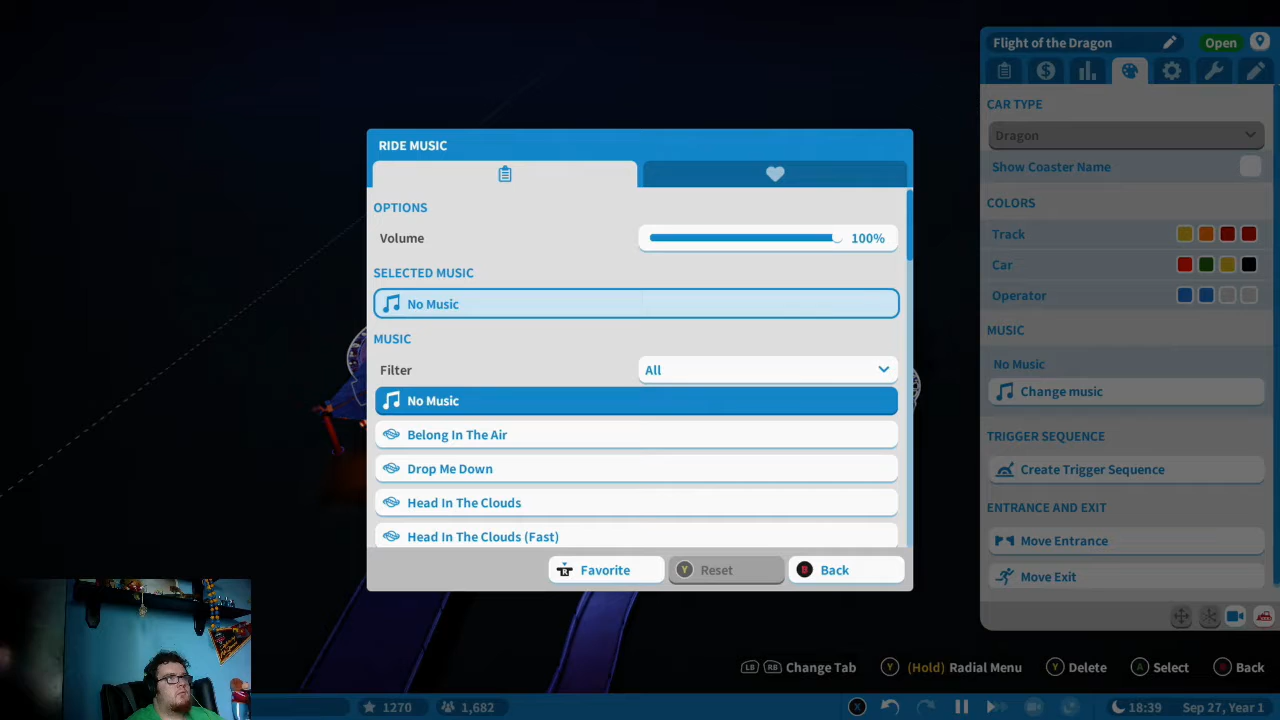 Flight of the Dragon
Open
CAR TYPE
Dragon
Show Coaster Name
COLORS
Track
Car
Operator
MUSIC
No Music
Change music
TRIGGER SEQUENCE
Create Trigger Sequence
ENTRANCE AND EXIT
Move Entrance
Move Exit
RIDE MUSIC
OPTIONS
Volume 100%
SELECTED MUSIC
No Music
MUSIC
Filter All
No Music
Belong In The Air
Drop Me Down
Head In The Clouds
Head In The Clouds (Fast)
R Favorite Y Reset B Back
LB RB Change Tab Y (Hold) Radial Menu Y Delete A Select B Back
1270 1,682 X 18:39 Sep 27, Year 1